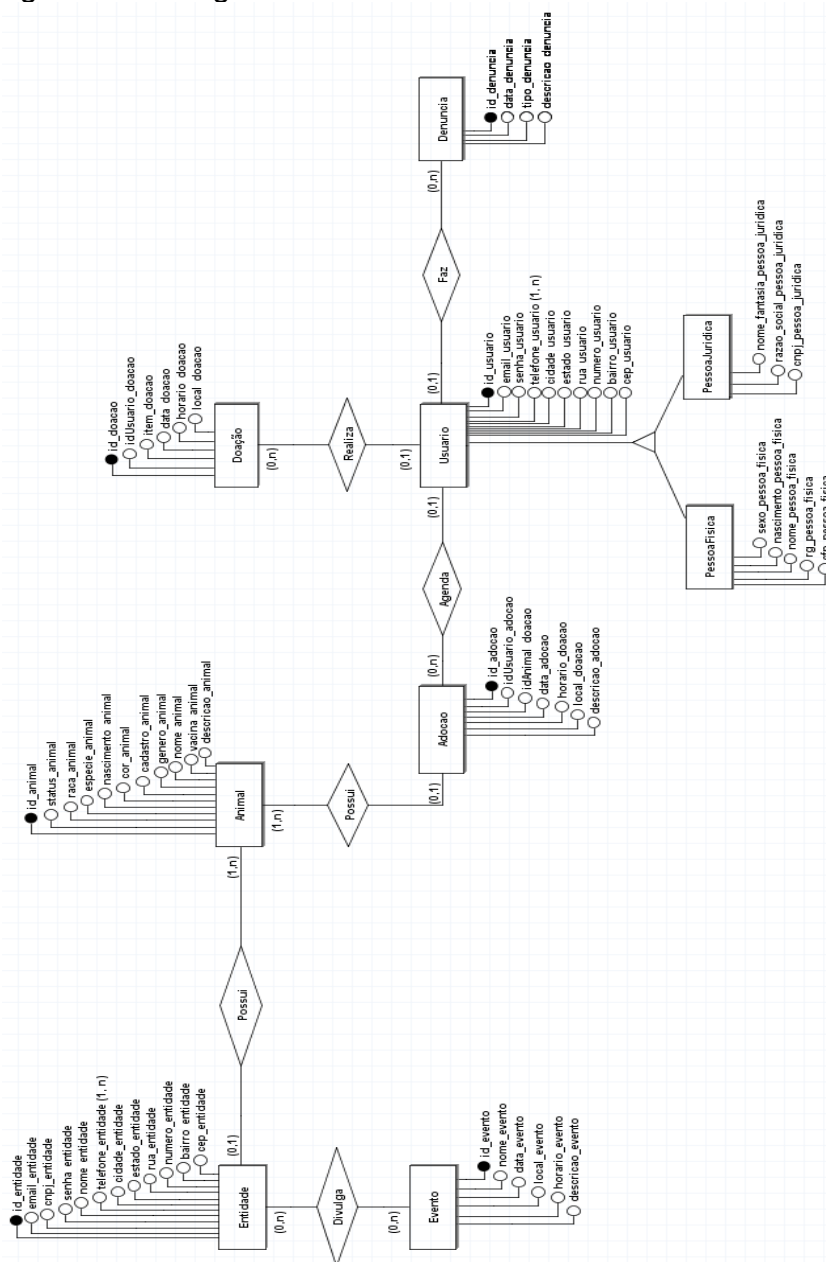 id_denuncia
data_denuncia
tipo_denuncia
descricao_denuncia
Denuncia
(0,n)
Faz
(0,1)
id_doacao
idUsuario_doacao
item_doacao
data_doacao
horario_doacao
local_doacao
Doação
(0,n)
Realiza
(0,1)
Usuario
id_usuario
email_usuario
senha_usuario
telefone_usuario (1, n)
cidade_usuario
estado_usuario
rua_usuario
numero_usuario
bairro_usuario
cep_usuario
PessoaJuridica
nome_fantasia_pessoa_juridica
razao_social_pessoa_juridica
cnpj_pessoa_juridica
PessoaFisica
sexo_pessoa_fisica
nascimento_pessoa_fisica
nome_pessoa_fisica
rg_pessoa_fisica
(0,1)
Agenda
(0,n)
Adocao
id_adocao
idUsuario_adocao
idAnimal_doacao
data_adocao
horario_doacao
local_doacao
descricao_adocao
(0,1)
Possui
(1,n)
id_animal
status_animal
raca_animal
especie_animal
nascimento_animal
cor_animal
cadastro_animal
genero_animal
nome_animal
vacina_animal
descricao_animal
Animal
(1,n)
Possui
(0,1)
id_entidade
email_entidade
cnpj_entidade
senha_entidade
nome_entidade
telefone_entidade (1, n)
cidade_entidade
estado_entidade
rua_entidade
numero_entidade
bairro_entidade
cep_entidade
Entidade
(0,n)
Divulga
(0,n)
Evento
id_evento
nome_evento
data_evento
local_evento
horario_evento
descricao_evento